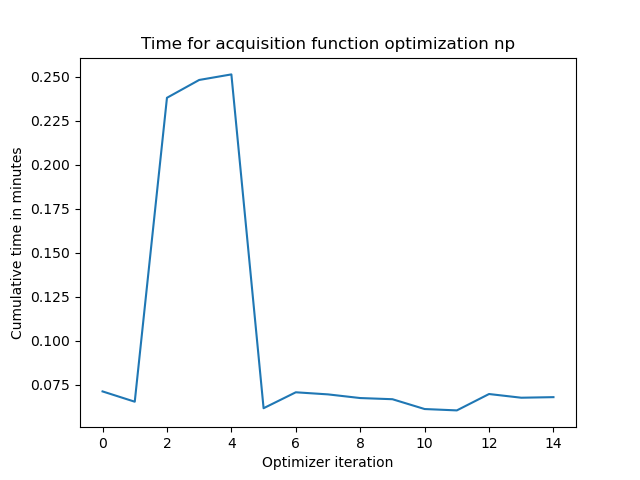 Time for acquisition function optimization np
Cumulative time in minutes
0.250
0.225
0.200
0.175
0.150
0.125
0.100
0.075
0 2 4 6 8 10 12 14
Optimizer iteration